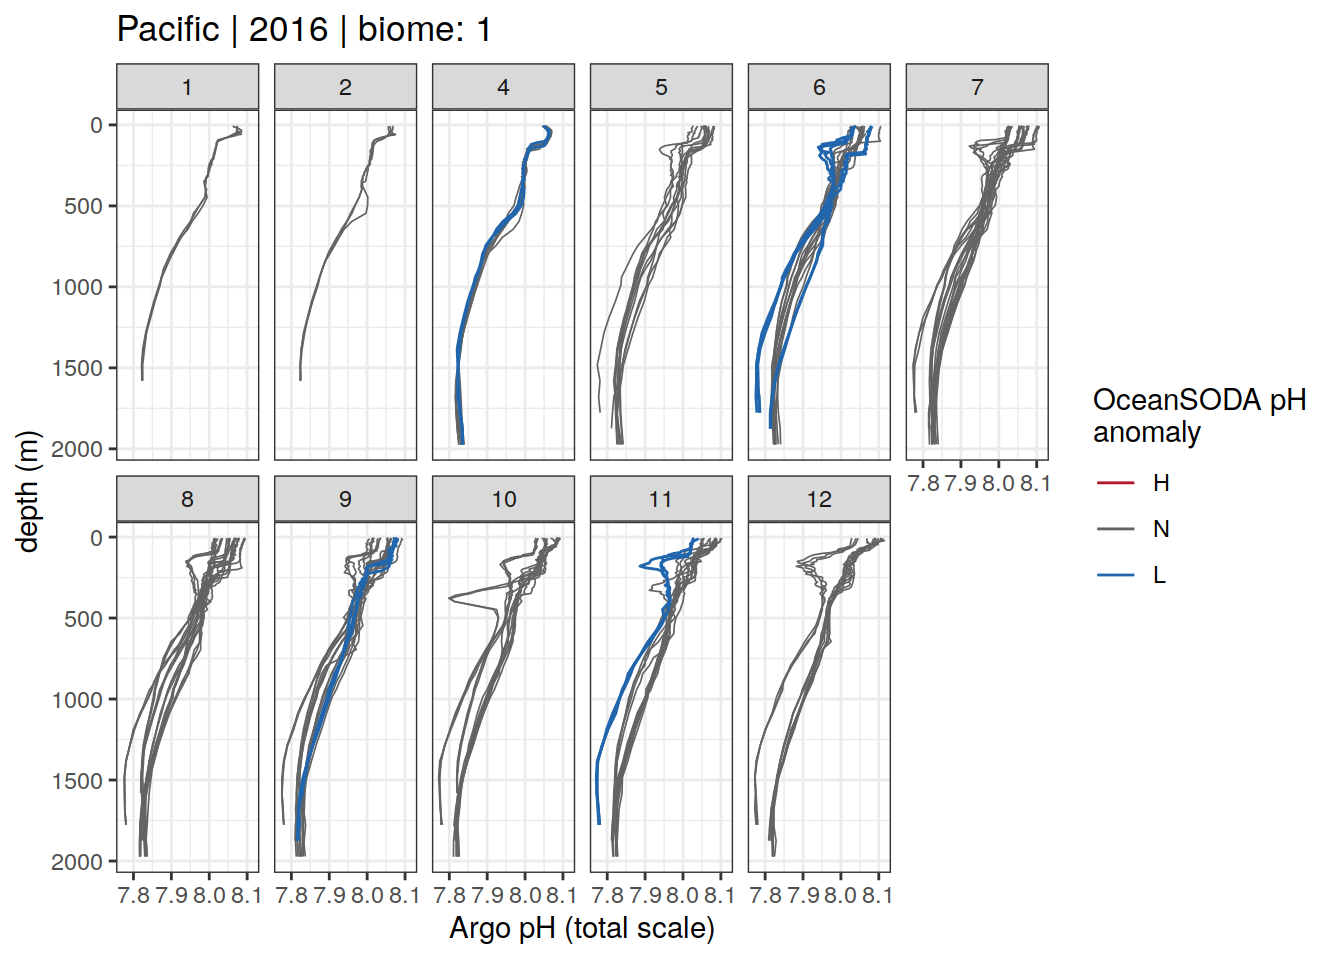 Pacific | 2016 | biome: 1
1 2 4 5 6 7
0
500
1000
1500
2000
7.8 7.9 8.0 8.1
8 9 10 11 12
0
500
1000
1500
2000
7.8 7.9 8.0 8.1 7.8 7.9 8.0 8.1 7.8 7.9 8.0 8.1 7.8 7.9 8.0 8.1 7.8 7.9 8.0 8.1
Argo pH (total scale)
depth (m)
OceanSODA pH
anomaly
H
N
L